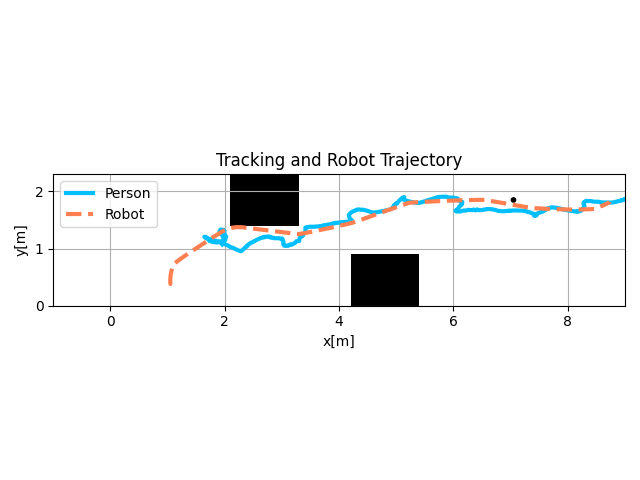 Tracking and Robot Trajectory
Person
Robot
y[m]
2
1
0
0 2 4 6 8
x[m]